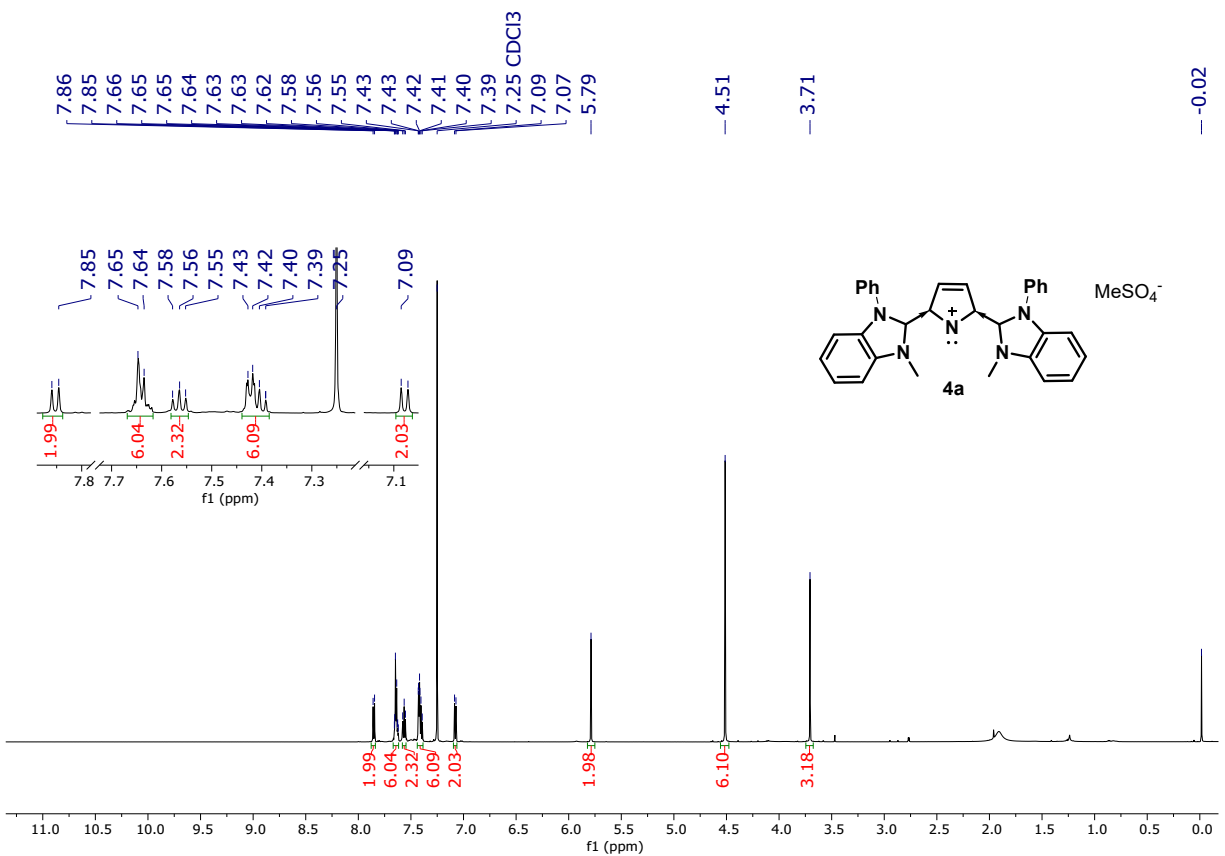 7.86 7.85 7.66 7.65 7.65 7.64 7.63 7.63 7.62 7.58 7.56 7.55 7.43 7.43 7.42 7.41 7.40 7.39 7.25 CDCl3 7.09 7.07 5.79 4.51 3.71 -0.02
7.85 7.65 7.64 7.58 7.56 7.55 7.43 7.42 7.40 7.39 7.25 7.09
Ph N + N N Ph MeSO4-
N N
4a
1.99 6.04 2.32 6.09 2.03
7.8 7.7 7.6 7.5 7.4 7.3 7.1
f1 (ppm)
1.99 6.04 2.32 6.09 2.03 1.98 6.10 3.18
11.0 10.5 10.0 9.5 9.0 8.5 8.0 7.5 7.0 6.5 6.0 5.5 5.0 4.5 4.0 3.5 3.0 2.5 2.0 1.5 1.0 0.5 0.0
f1 (ppm)